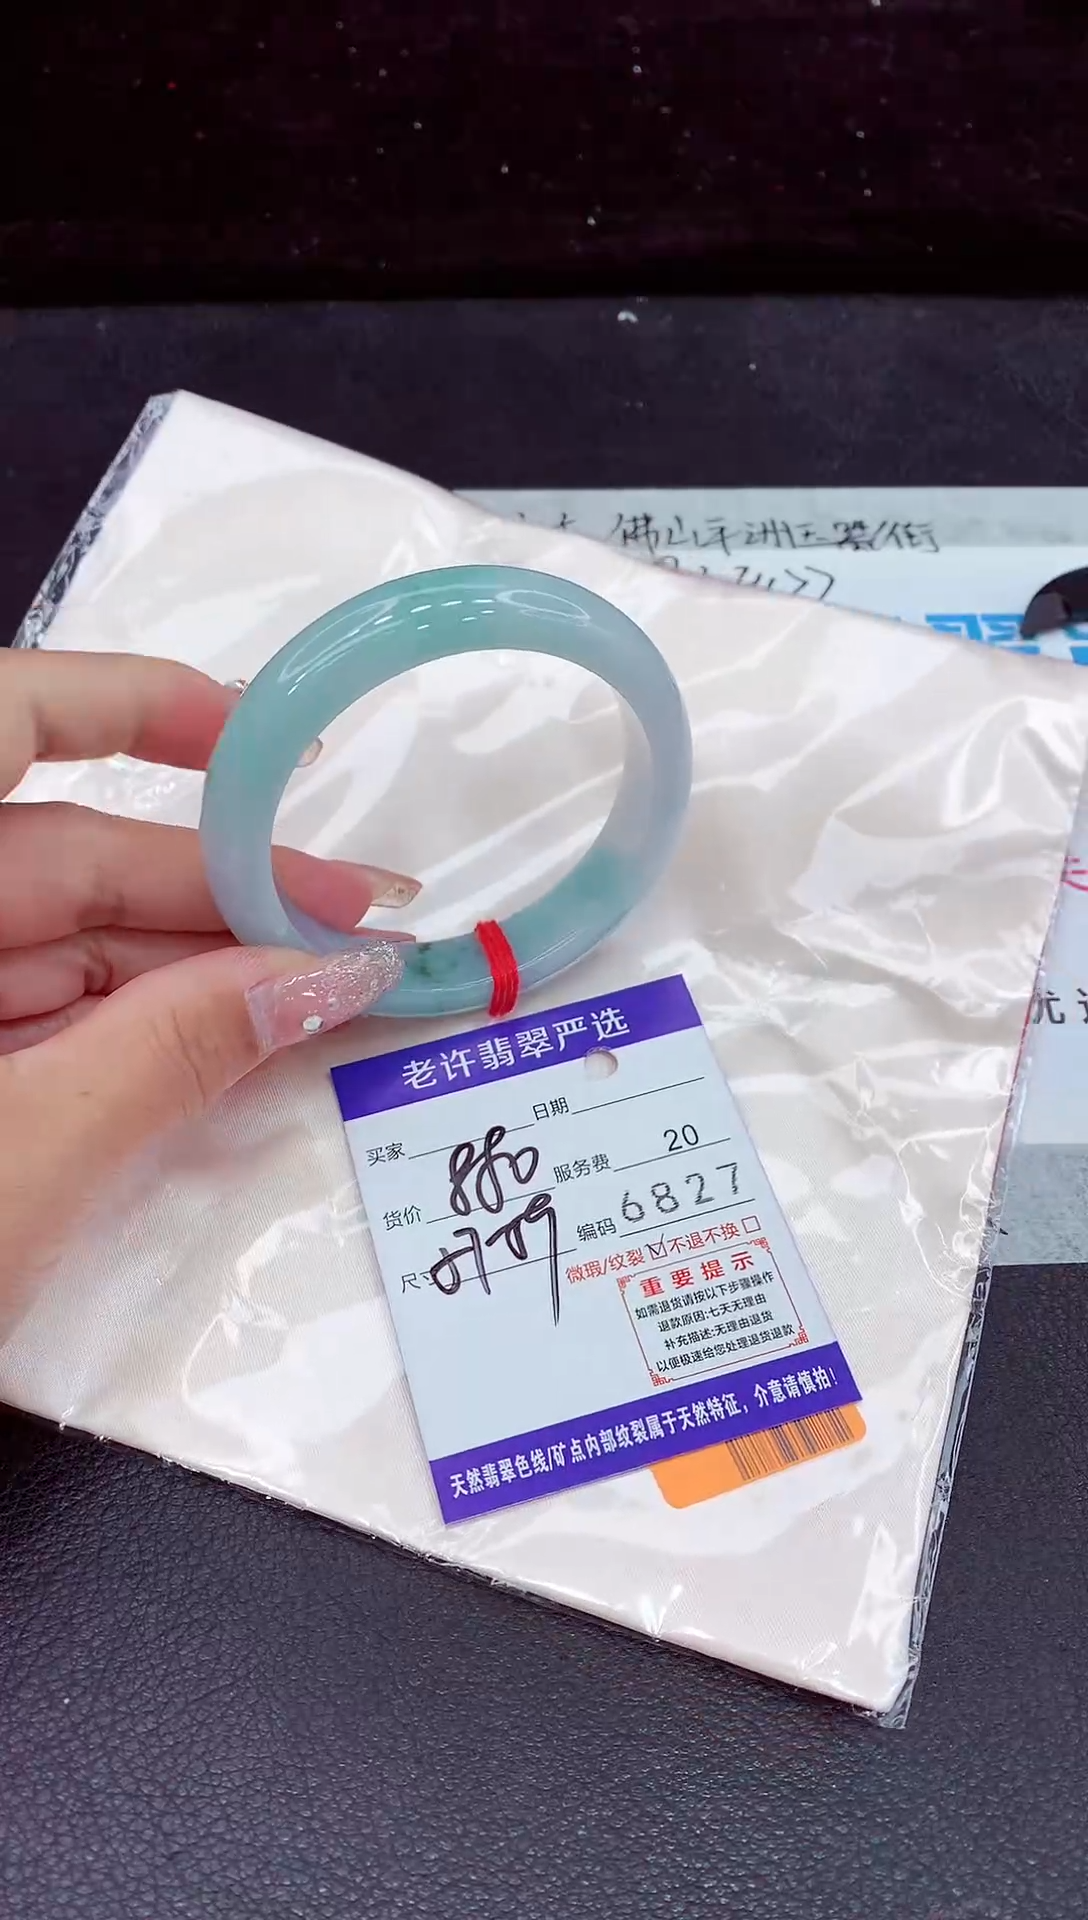 佛山平洲玉器街
老许翡翠严选
日期
买家
货价 880 服务费 20
尺寸 编码 6827
微瑕/纹裂 ☑ 不退不换 □
重要提示
如需退货请按以下步骤操作
退款原因:七天无理由
补充描述:无理由退货
以便极速给您处理退货退款
天然翡翠色线/矿点内部纹裂属于天然特征，介意请慎拍!